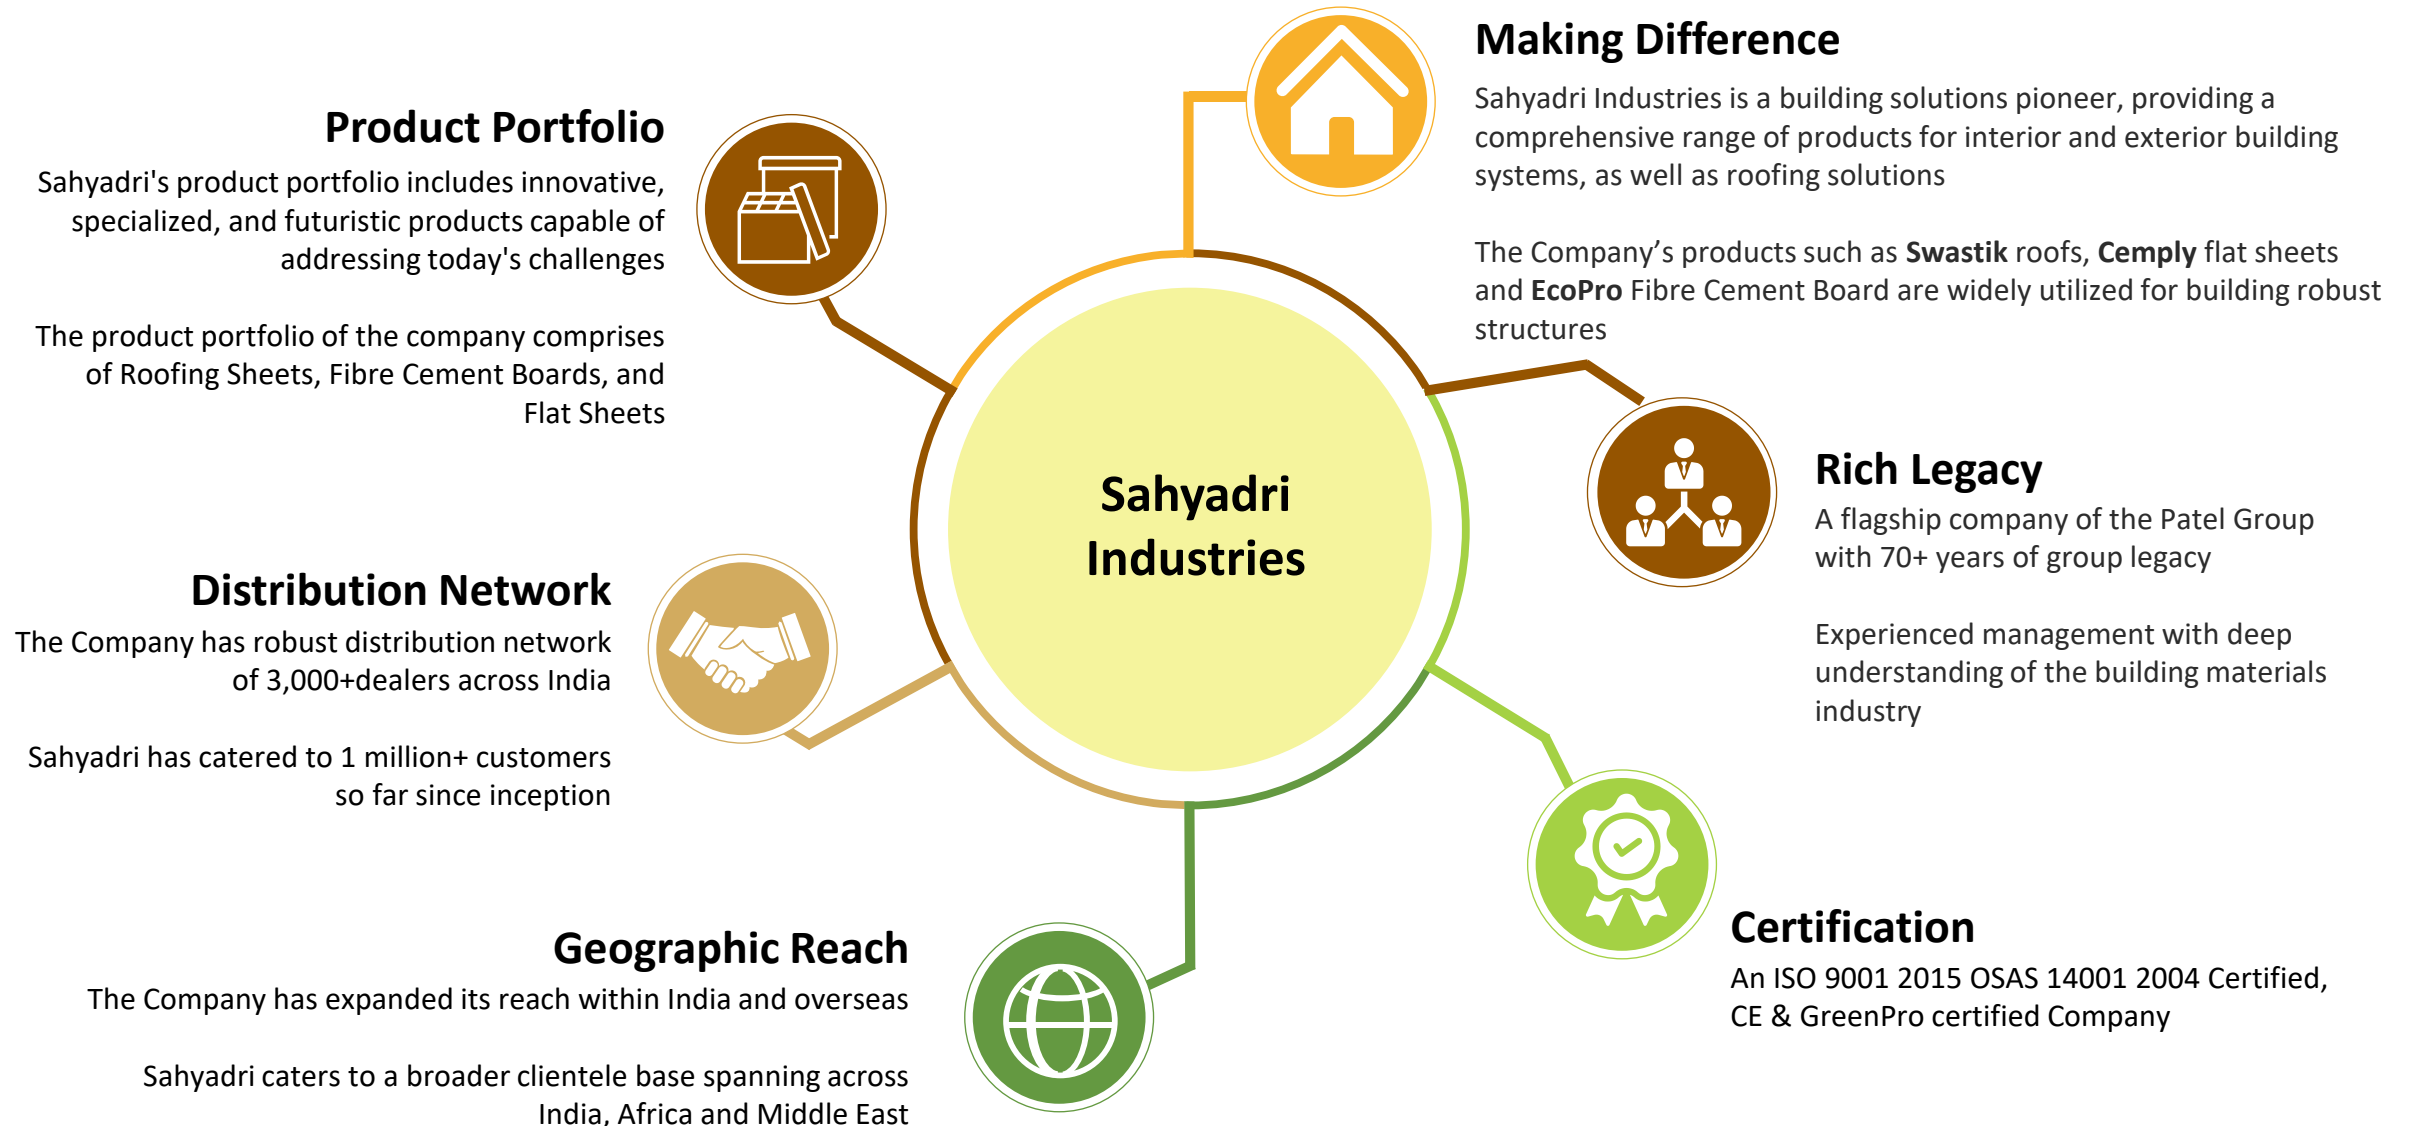 Making Difference
Sahyadri Industries is a building solutions pioneer, providing a
comprehensive range of products for interior and exterior building
systems, as well as roofing solutions
The Company’s products such as Swastik roofs, Cemply flat sheets
and EcoPro Fibre Cement Board are widely utilized for building robust
structures
Product Portfolio
Sahyadri's product portfolio includes innovative,
specialized, and futuristic products capable of
addressing today's challenges
The product portfolio of the company comprises
of Roofing Sheets, Fibre Cement Boards, and
Flat Sheets
Sahyadri
Industries
Rich Legacy
A flagship company of the Patel Group
with 70+ years of group legacy
Experienced management with deep
understanding of the building materials
industry
Distribution Network
The Company has robust distribution network
of 3,000+dealers across India
Sahyadri has catered to 1 million+ customers
so far since inception
Certification
An ISO 9001 2015 OSAS 14001 2004 Certified,
CE & GreenPro certified Company
Geographic Reach
The Company has expanded its reach within India and overseas
Sahyadri caters to a broader clientele base spanning across
India, Africa and Middle East